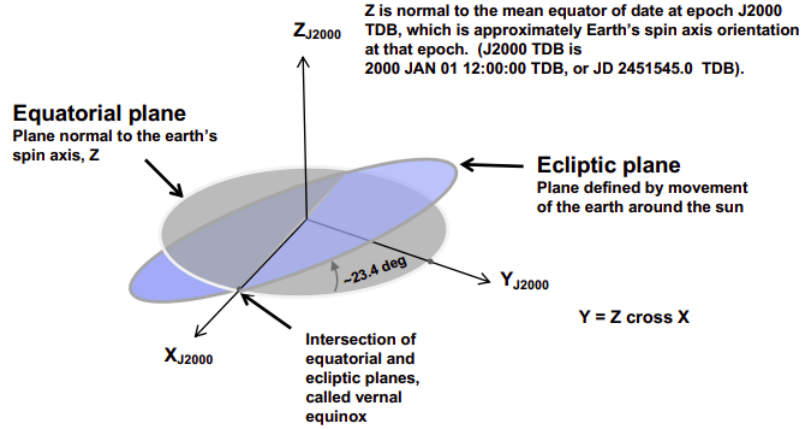 Z is normal to the mean equator of date at epoch J2000
TDB, which is approximately Earth's spin axis orientation
at that epoch.  (J2000 TDB is
2000 JAN 01 12:00:00 TDB, or JD 2451545.0  TDB).
ZJ2000
Equatorial plane
Plane normal to the earth's
spin axis, Z
Ecliptic plane
Plane defined by movement
of the earth around the sun
~23.4 deg
YJ2000
Y = Z cross X
XJ2000
Intersection of
equatorial and
ecliptic planes,
called vernal
equinox